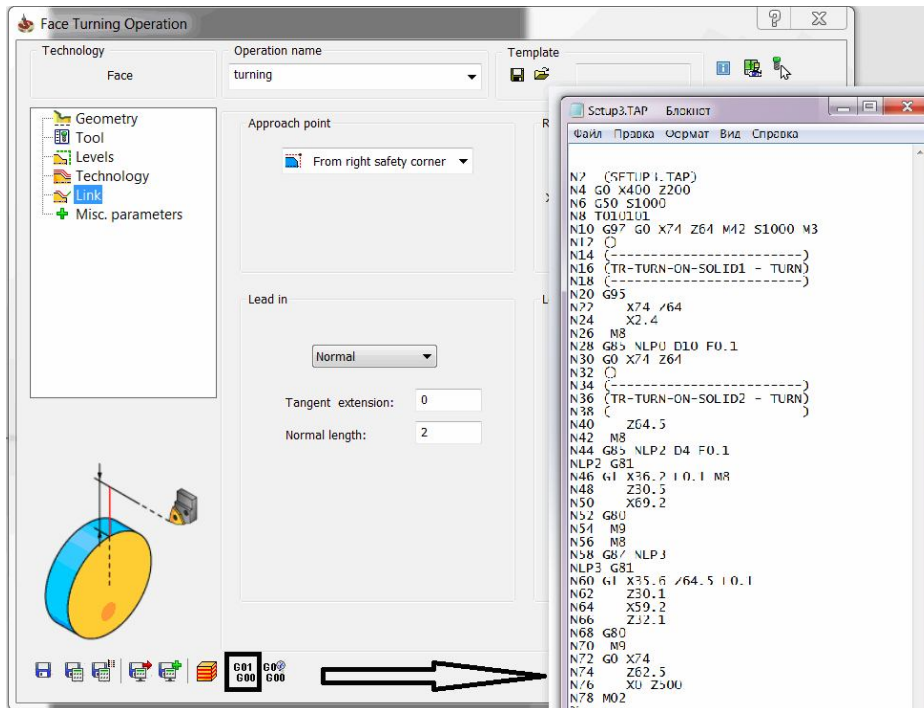 Face Turning Operation
Technology
Face
Operation name
turning
Template
Geometry
Tool
Levels
Technology
Link
Misc. parameters
Approach point
From right safety corner
Lead in
Normal
Tangent extension: 0
Normal length: 2
G01
G00
G0
G00
Setup3.TAP Блокнот
Файл Правка Формат Вид Справка
N2 (SETUP3.TAP)
N4 G0 X400 Z200
N6 G50 S1000
N8 T010101
N10 G97 G0 X74 Z64 M42 S1000 M3
N12 ()
N14 (------------------------)
N16 (TR-TURN-ON-SOLID1 - TURN)
N18 (------------------------)
N20 G95
N22 X74 Z64
N24 X2.4
N26 M8
N28 G85 NLP0 D10 F0.1
N30 G0 X74 Z64
N32 ()
N34 (------------------------)
N36 (TR-TURN-ON-SOLID2 - TURN)
N38 ( )
N40 Z64.5
N42 M8
N44 G85 NLP2 D4 F0.1
NLP2 G81
N46 G1 X36.2 F0.1 M8
N48 Z30.5
N50 X69.2
N52 G80
N54 M9
N56 M8
N58 G87 NLP3
NLP3 G81
N60 G1 X35.6 Z64.5 F0.1
N62 Z30.1
N64 X59.2
N66 Z32.1
N68 G80
N70 M9
N72 G0 X74
N74 Z62.5
N76 X0 Z500
N78 M02